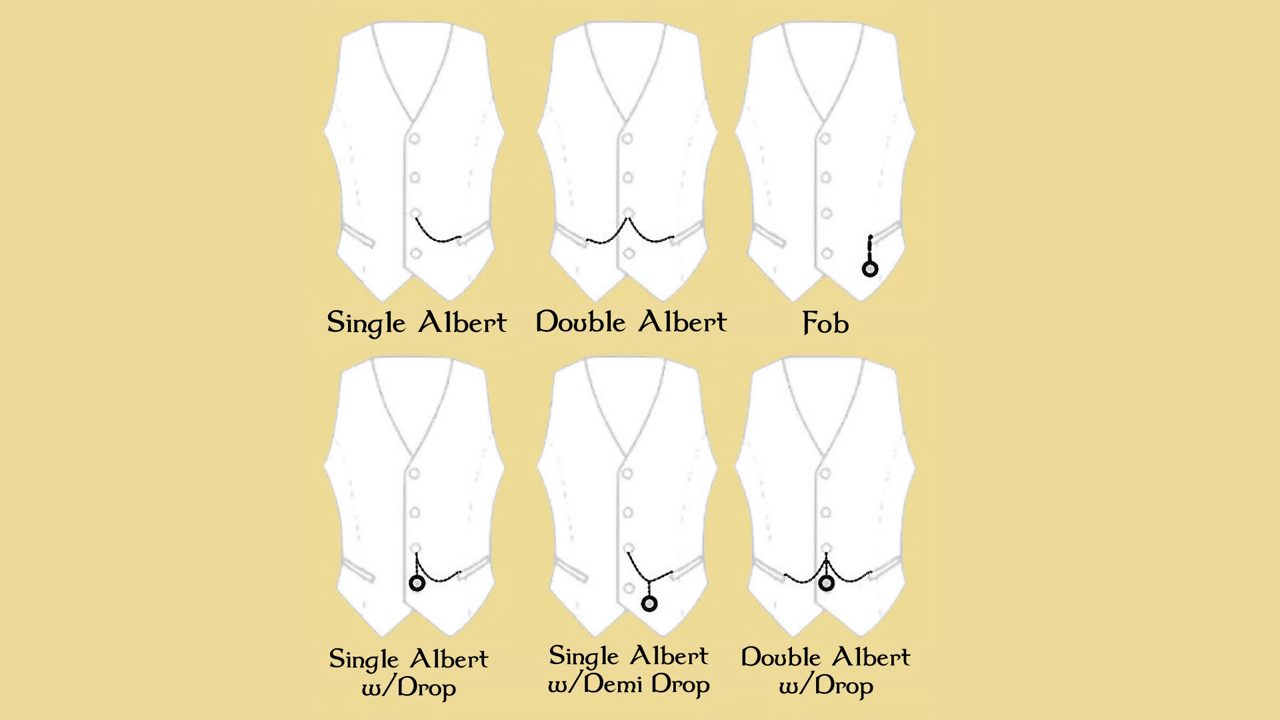 Single Albert
Double Albert
Fob
Single Albert
w/Drop
Single Albert
w/Demi Drop
Double Albert
w/Drop